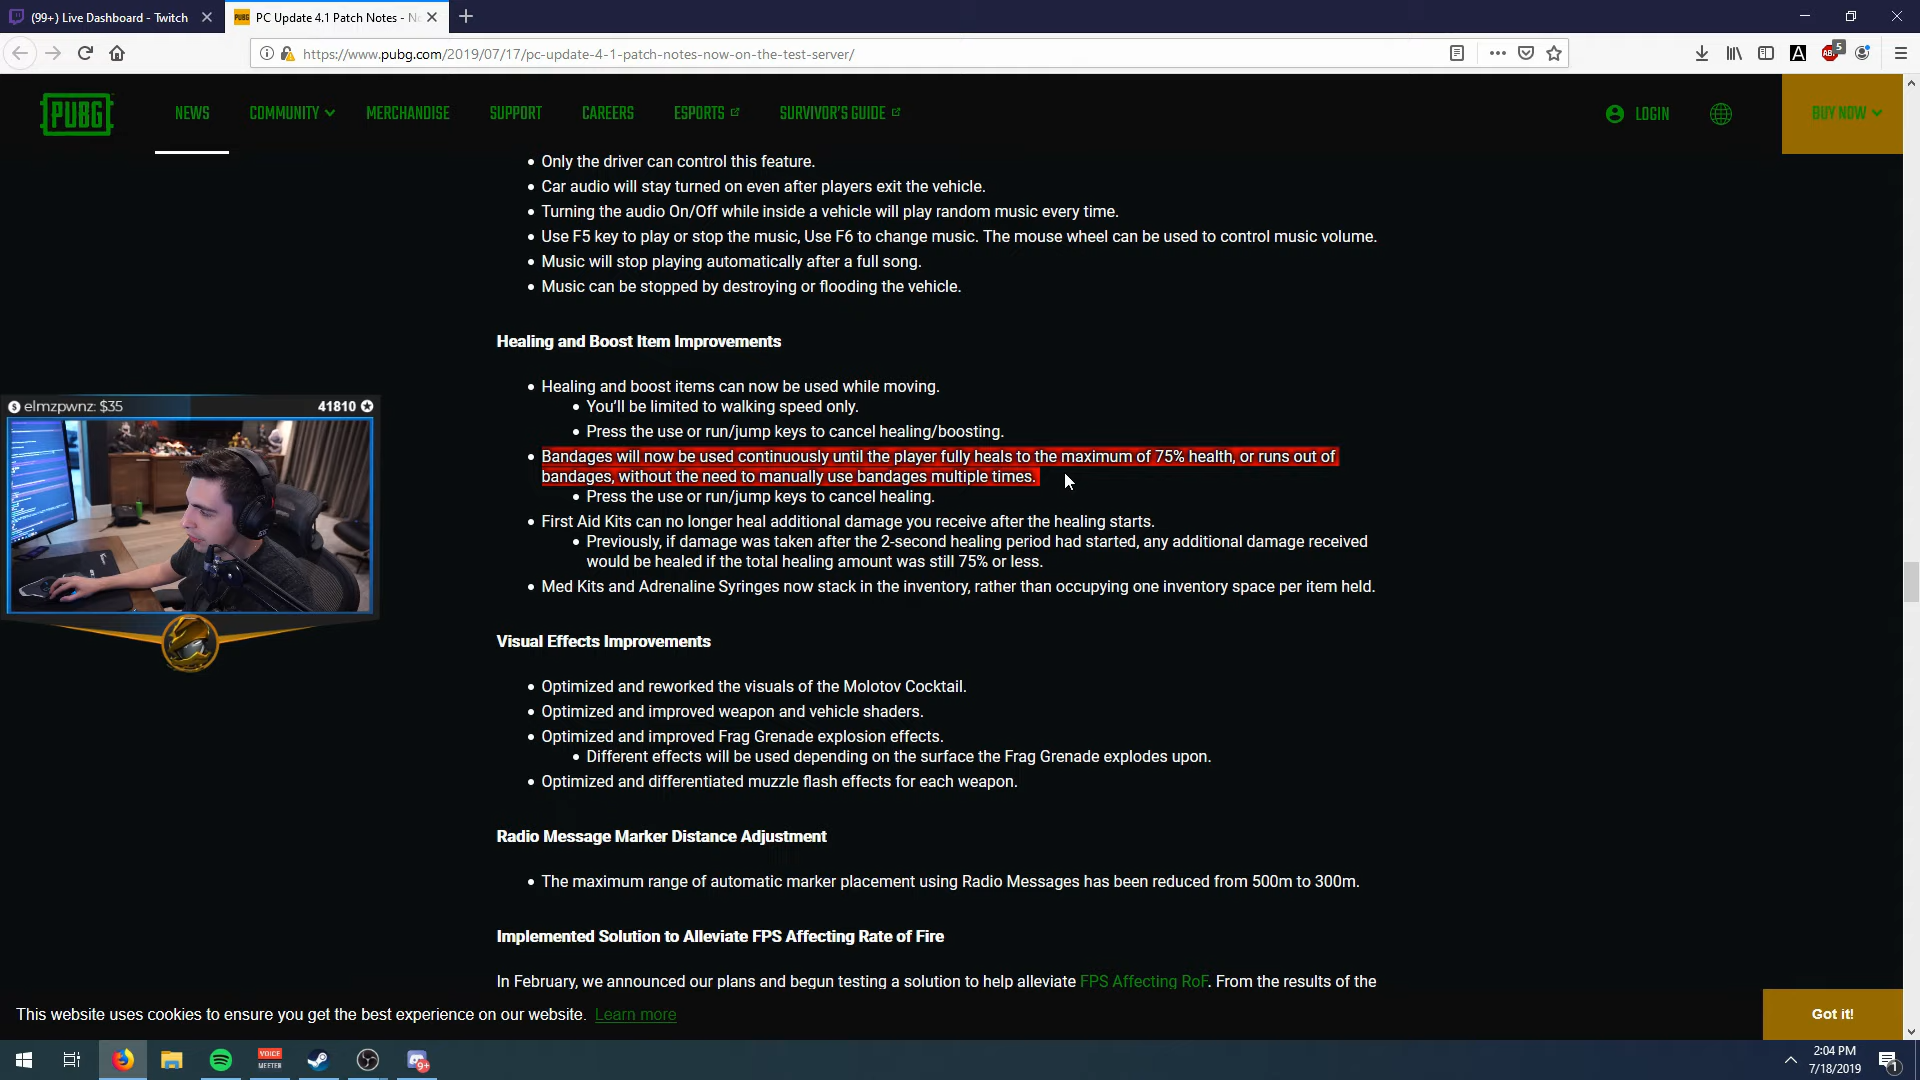 (99+) Live Dashboard - Twitch
PUBG PC Update 4.1 Patch Notes - N
https://www.pubg.com/2019/07/17/pc-update-4-1-patch-notes-now-on-the-test-server/
A
ABP
5
PUBG
NEWS
COMMUNITY
MERCHANDISE
SUPPORT
CAREERS
ESPORTS
SURVIVOR'S GUIDE
LOGIN
BUY NOW
Only the driver can control this feature.
Car audio will stay turned on even after players exit the vehicle.
Turning the audio On/Off while inside a vehicle will play random music every time.
Use F5 key to play or stop the music, Use F6 to change music. The mouse wheel can be used to control music volume.
Music will stop playing automatically after a full song.
Music can be stopped by destroying or flooding the vehicle.
Healing and Boost Item Improvements
Healing and boost items can now be used while moving.
You'll be limited to walking speed only.
Press the use or run/jump keys to cancel healing/boosting.
Bandages will now be used continuously until the player fully heals to the maximum of 75% health, or runs out of
bandages, without the need to manually use bandages multiple times.
Press the use or run/jump keys to cancel healing.
First Aid Kits can no longer heal additional damage you receive after the healing starts.
Previously, if damage was taken after the 2-second healing period had started, any additional damage received
would be healed if the total healing amount was still 75% or less.
Med Kits and Adrenaline Syringes now stack in the inventory, rather than occupying one inventory space per item held.
Visual Effects Improvements
Optimized and reworked the visuals of the Molotov Cocktail.
Optimized and improved weapon and vehicle shaders.
Optimized and improved Frag Grenade explosion effects.
Different effects will be used depending on the surface the Frag Grenade explodes upon.
Optimized and differentiated muzzle flash effects for each weapon.
Radio Message Marker Distance Adjustment
The maximum range of automatic marker placement using Radio Messages has been reduced from 500m to 300m.
Implemented Solution to Alleviate FPS Affecting Rate of Fire
In February, we announced our plans and begun testing a solution to help alleviate FPS Affecting RoF. From the results of the
elmzpwnz: $35
41810
This website uses cookies to ensure you get the best experience on our website. Learn more
Got it!
VOICE
MEETER
9+
2:04 PM
7/18/2019
1